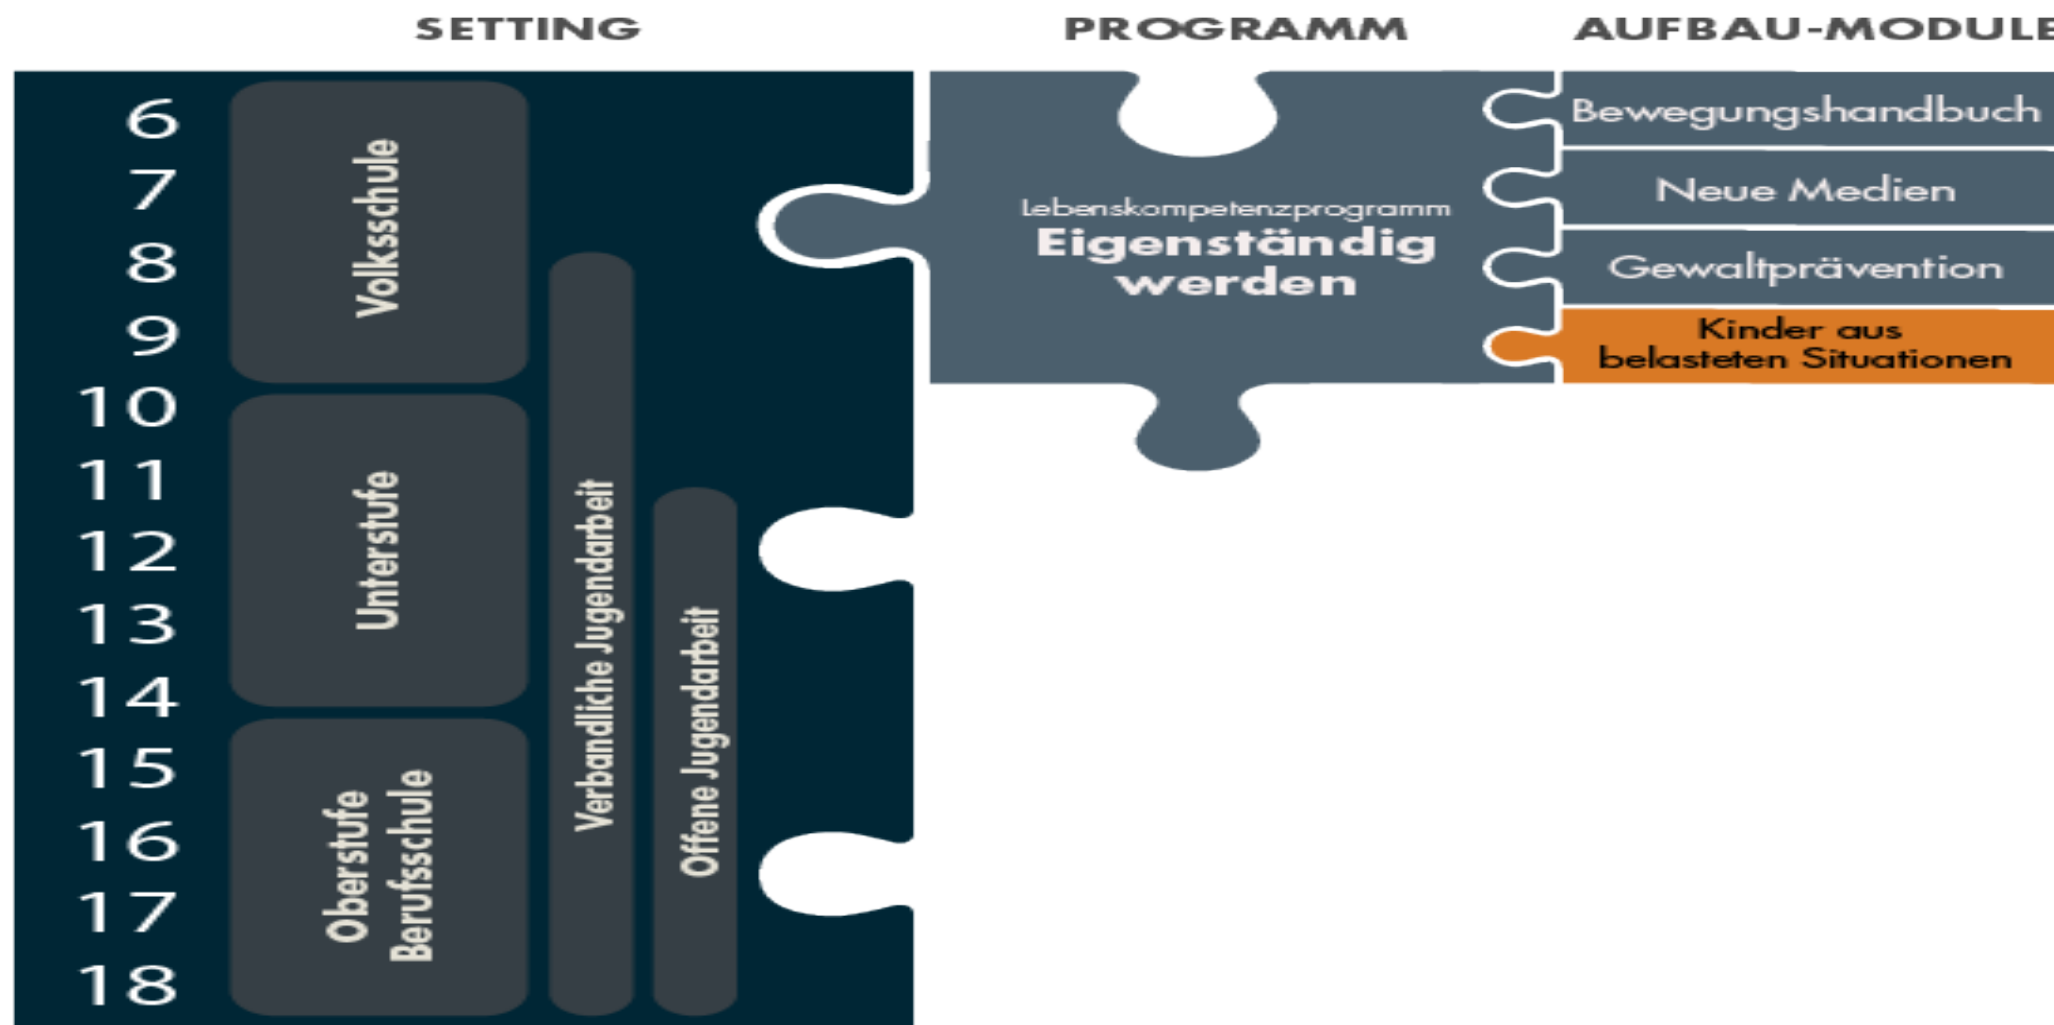 SETTING
PROGRAMM
AUFBAU-MODULE
6
7
8
9
10
11
12
13
14
15
16
17
18
Volksschule
Unterstufe
Oberstufe
Berufsschule
Verbandliche Jugendarbeit
Offene Jugendarbeit
Lebenskompetenzprogramm
Eigenständig
werden
Bewegungshandbuch
Neue Medien
Gewaltprävention
Kinder aus
belasteten Situationen